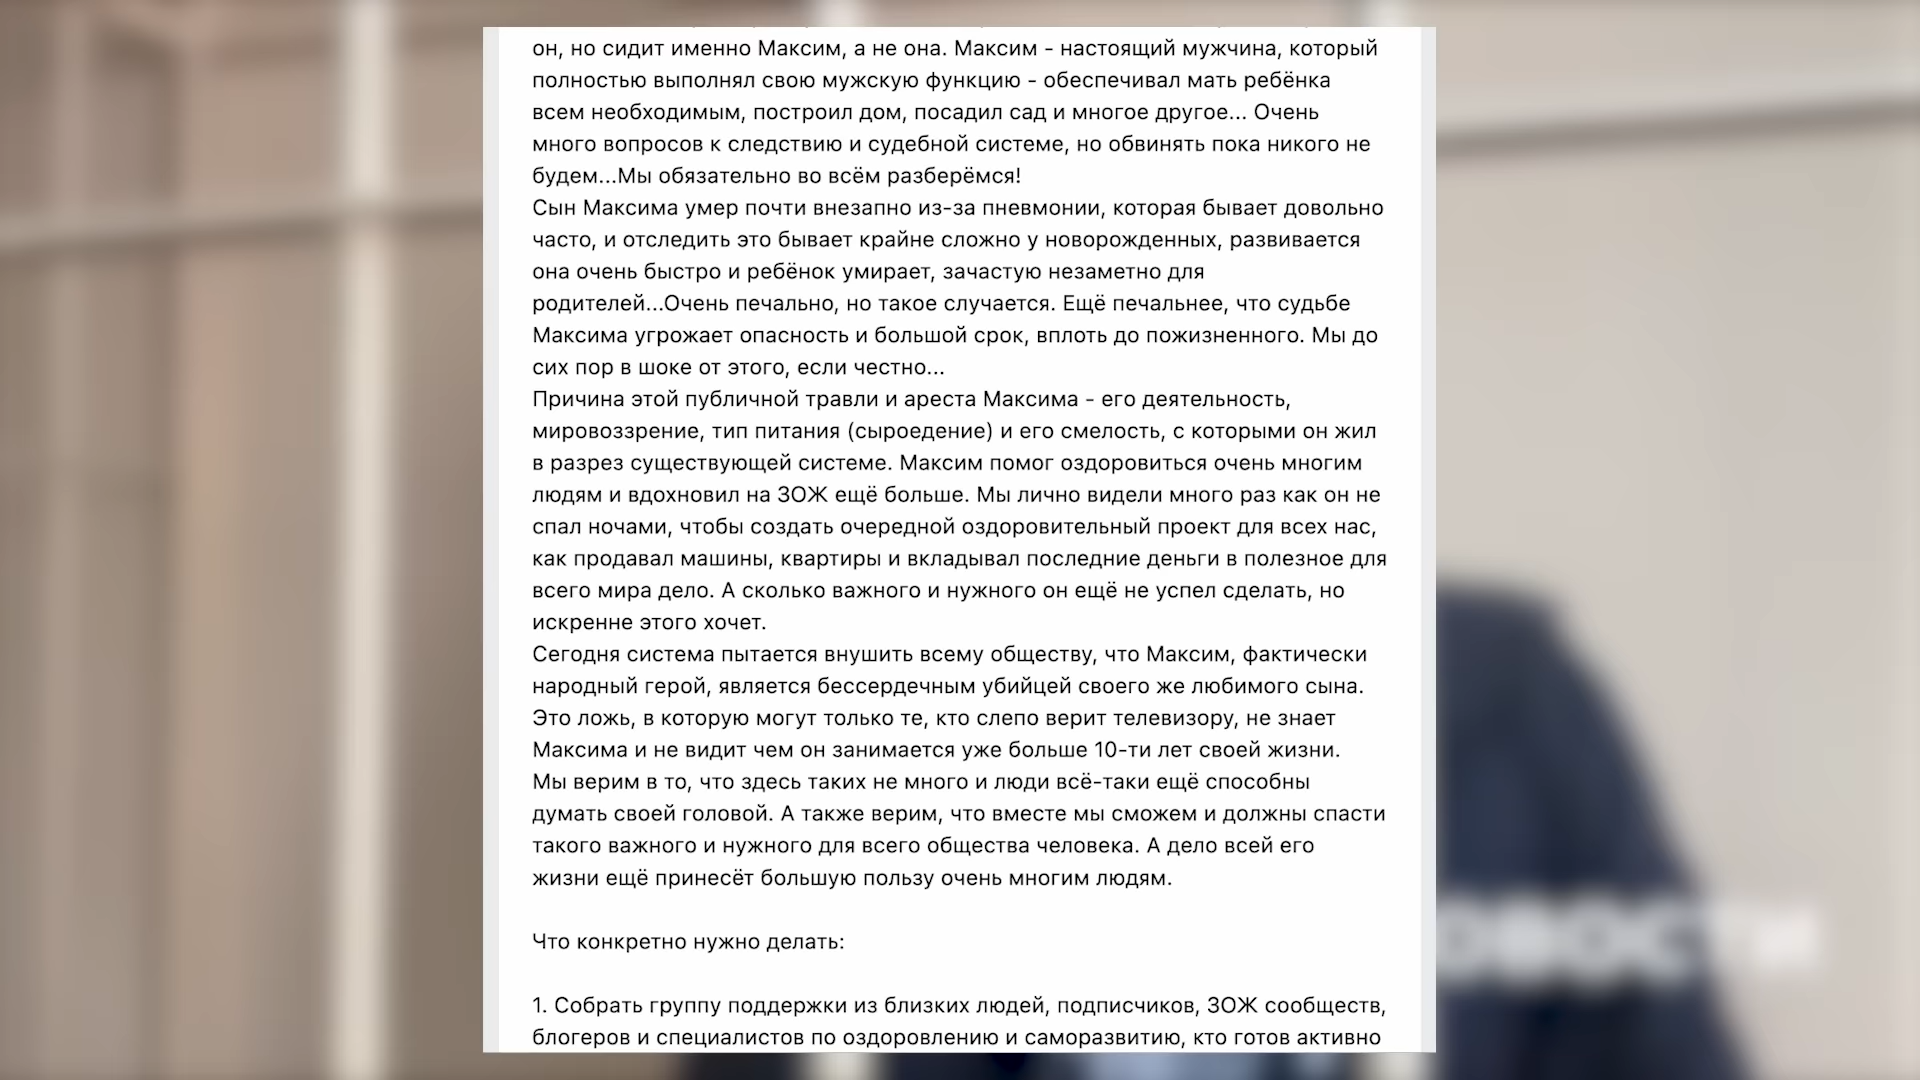 он, но сидит именно Максим, а не она. Максим - настоящий мужчина, который
полностью выполнял свою мужскую функцию - обеспечивал мать ребёнка
всем необходимым, построил дом, посадил сад и многое другое... Очень
много вопросов к следствию и судебной системе, но обвинять пока никого не
будем...Мы обязательно во всём разберёмся!
Сын Максима умер почти внезапно из-за пневмонии, которая бывает довольно
часто, и отследить это бывает крайне сложно у новорожденных, развивается
она очень быстро и ребёнок умирает, зачастую незаметно для
родителей...Очень печально, но такое случается. Ещё печальнее, что судьбе
Максима угрожает опасность и большой срок, вплоть до пожизненного. Мы до
сих пор в шоке от этого, если честно...
Причина этой публичной травли и ареста Максима - его деятельность,
мировоззрение, тип питания (сыроедение) и его смелость, с которыми он жил
в разрез существующей системе. Максим помог оздоровиться очень многим
людям и вдохновил на ЗОЖ ещё больше. Мы лично видели много раз как он не
спал ночами, чтобы создать очередной оздоровительный проект для всех нас,
как продавал машины, квартиры и вкладывал последние деньги в полезное для
всего мира дело. А сколько важного и нужного он ещё не успел сделать, но
искренне этого хочет.
Сегодня система пытается внушить всему обществу, что Максим, фактически
народный герой, является бессердечным убийцей своего же любимого сына.
Это ложь, в которую могут только те, кто слепо верит телевизору, не знает
Максима и не видит чем он занимается уже больше 10-ти лет своей жизни.
Мы верим в то, что здесь таких не много и люди всё-таки ещё способны
думать своей головой. А также верим, что вместе мы сможем и должны спасти
такого важного и нужного для всего общества человека. А дело всей его
жизни ещё принесёт большую пользу очень многим людям.
Что конкретно нужно делать:
1. Собрать группу поддержки из близких людей, подписчиков, ЗОЖ сообществ,
блогеров и специалистов по оздоровлению и саморазвитию, кто готов активно